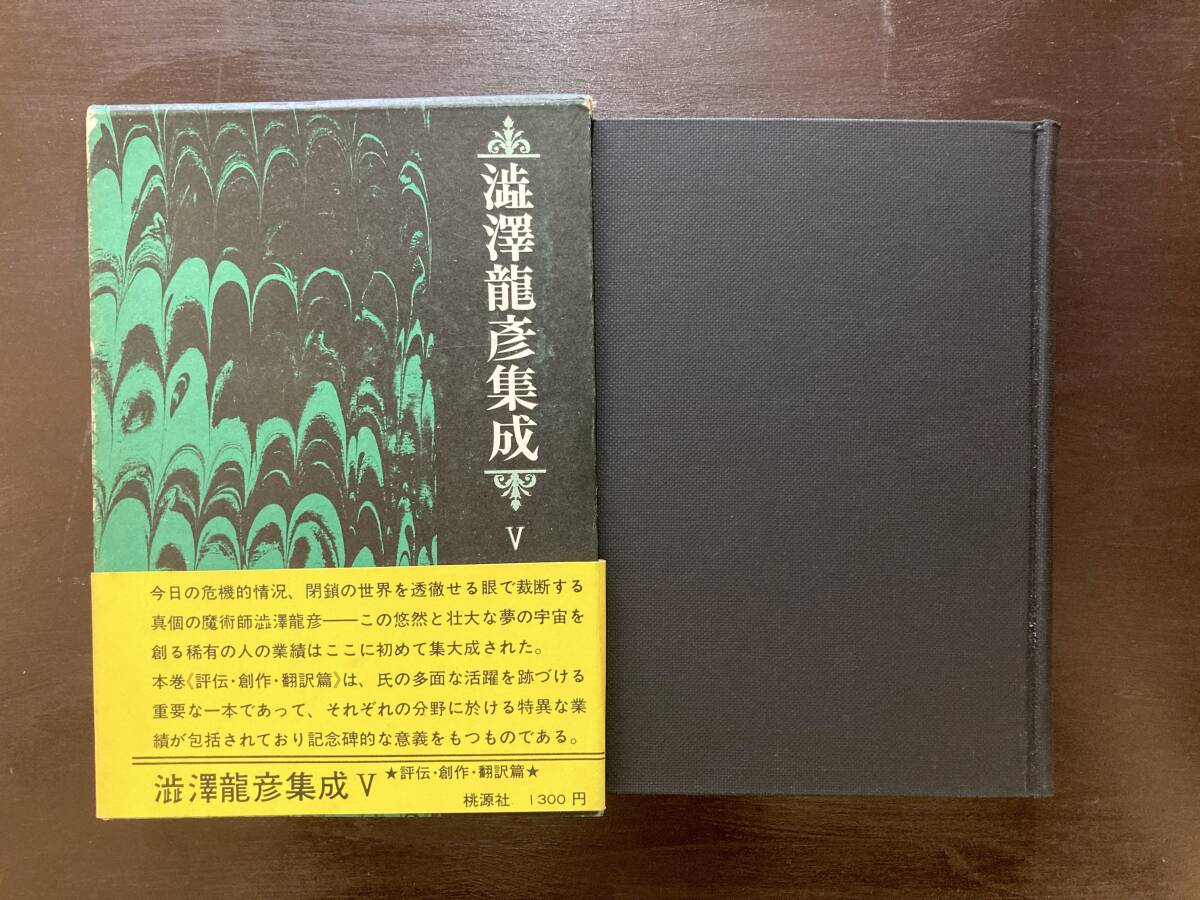 澁澤龍彥集成
V
今日の危機的情況、閉鎖の世界を透徹せる眼で裁断する
真個の魔術師澁澤龍彦――この悠然と壮大な夢の宇宙を
創る稀有の人の業績はここに初めて集大成された。
本巻《評伝・創作・翻訳篇》は、氏の多面な活躍を跡づける
重要な一本であって、それぞれの分野に於ける特異な業
績が包括されており記念碑的な意義をもつものである。
澁澤龍彦集成 V ★評伝・創作・翻訳篇★
桃源社 1300円